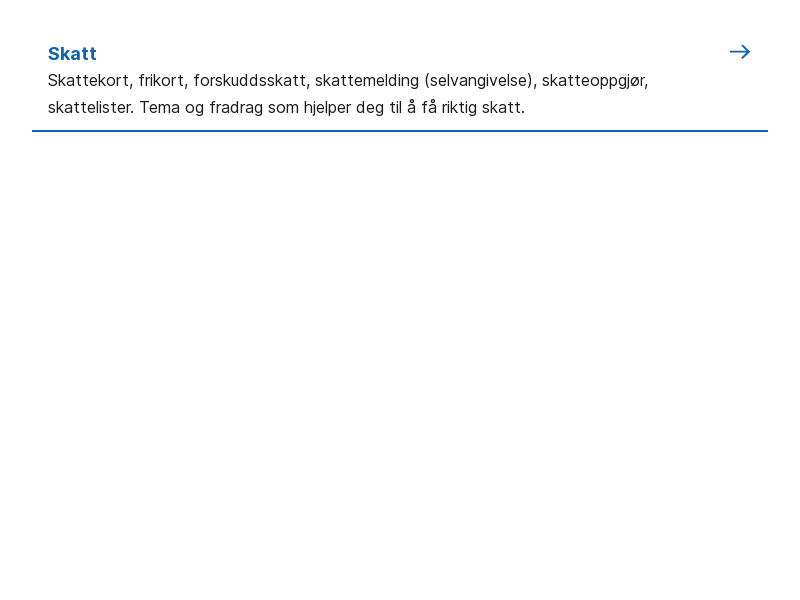 Skatt
Skattekort, frikort, forskuddsskatt, skattemelding (selvangivelse), skatteoppgjør,
skattelister. Tema og fradrag som hjelper deg til å få riktig skatt.